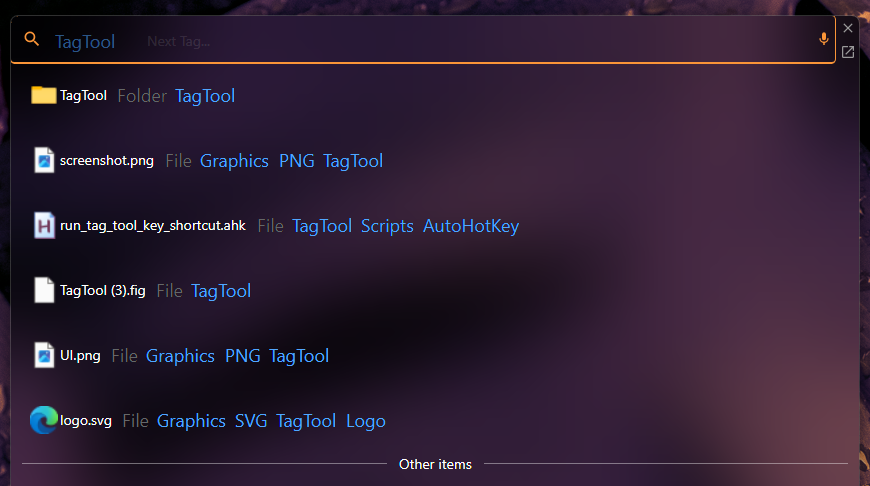 TagTool Next Tag...
TagTool Folder TagTool
screenshot.png File Graphics PNG TagTool
run_tag_tool_key_shortcut.ahk File TagTool Scripts AutoHotKey
TagTool (3).fig File TagTool
UI.png File Graphics PNG TagTool
logo.svg File Graphics SVG TagTool Logo
Other items